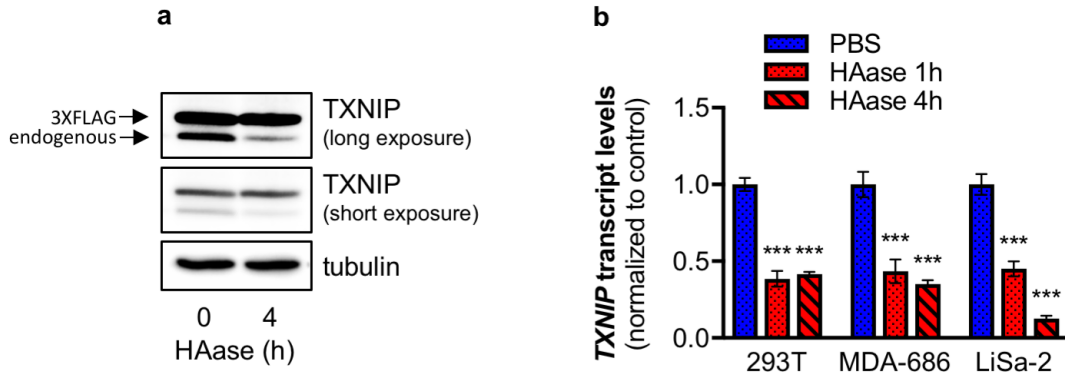 a
3XFLAG
endogenous
TXNIP
(long exposure)
TXNIP
(short exposure)
tubulin
0 4
HAase (h)
b
PBS
HAase 1h
HAase 4h
TXNIP transcript levels
(normalized to control)
1.5
1.0
0.5
0.0
*** ***
*** ***
*** ***
293T MDA-686 LiSa-2